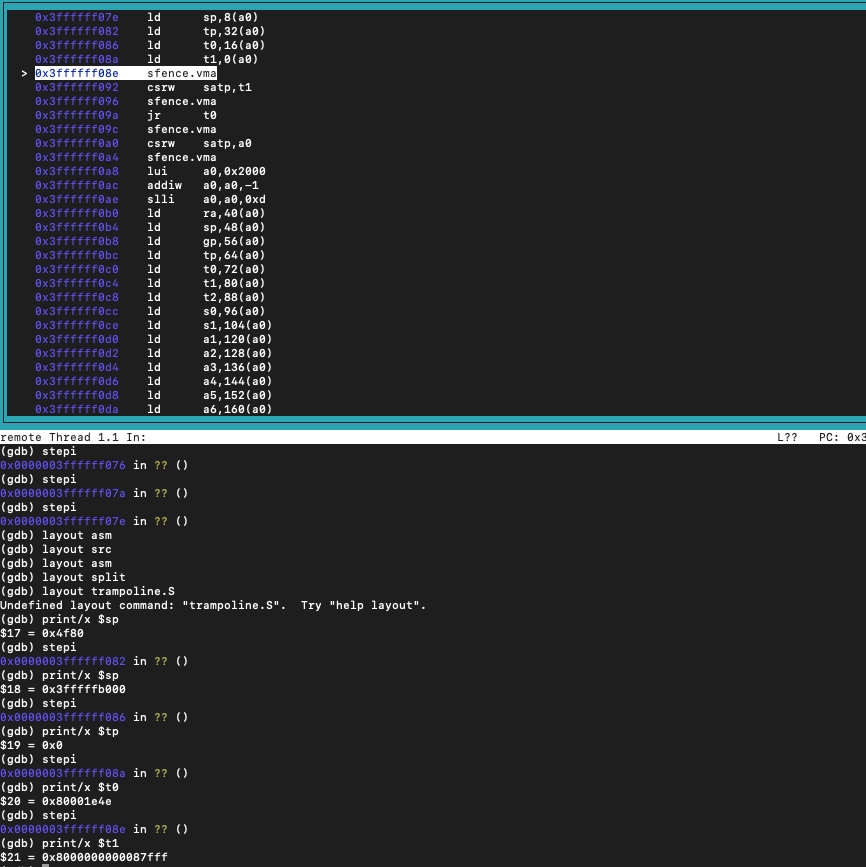 0x3ffffff07e ld sp,8(a0)
0x3ffffff082 ld tp,32(a0)
0x3ffffff086 ld t0,16(a0)
0x3ffffff08a ld t1,0(a0)
> 0x3ffffff08e sfence.vma
0x3ffffff092 csrw satp,t1
0x3ffffff096 sfence.vma
0x3ffffff09a jr t0
0x3ffffff09c sfence.vma
0x3ffffff0a0 csrw satp,a0
0x3ffffff0a4 sfence.vma
0x3ffffff0a8 lui a0,0x2000
0x3ffffff0ac addiw a0,a0,-1
0x3ffffff0ae slli a0,a0,0xd
0x3ffffff0b0 ld ra,40(a0)
0x3ffffff0b4 ld sp,48(a0)
0x3ffffff0b8 ld gp,56(a0)
0x3ffffff0bc ld tp,64(a0)
0x3ffffff0c0 ld t0,72(a0)
0x3ffffff0c4 ld t1,80(a0)
0x3ffffff0c8 ld t2,88(a0)
0x3ffffff0cc ld s0,96(a0)
0x3ffffff0ce ld s1,104(a0)
0x3ffffff0d0 ld a1,120(a0)
0x3ffffff0d2 ld a2,128(a0)
0x3ffffff0d4 ld a3,136(a0)
0x3ffffff0d6 ld a4,144(a0)
0x3ffffff0d8 ld a5,152(a0)
0x3ffffff0da ld a6,160(a0)
remote Thread 1.1 In: L?? PC: 0x3
(gdb) stepi
0x0000003ffffff076 in ?? ()
(gdb) stepi
0x0000003ffffff07a in ?? ()
(gdb) stepi
0x0000003ffffff07e in ?? ()
(gdb) layout asm
(gdb) layout src
(gdb) layout asm
(gdb) layout split
(gdb) layout trampoline.S
Undefined layout command: "trampoline.S".  Try "help layout".
(gdb) print/x $sp
$17 = 0x4f80
(gdb) stepi
0x0000003ffffff082 in ?? ()
(gdb) print/x $sp
$18 = 0x3fffffb000
(gdb) stepi
0x0000003ffffff086 in ?? ()
(gdb) print/x $tp
$19 = 0x0
(gdb) stepi
0x0000003ffffff08a in ?? ()
(gdb) print/x $t0
$20 = 0x80001e4e
(gdb) stepi
0x0000003ffffff08e in ?? ()
(gdb) print/x $t1
$21 = 0x8000000000087fff